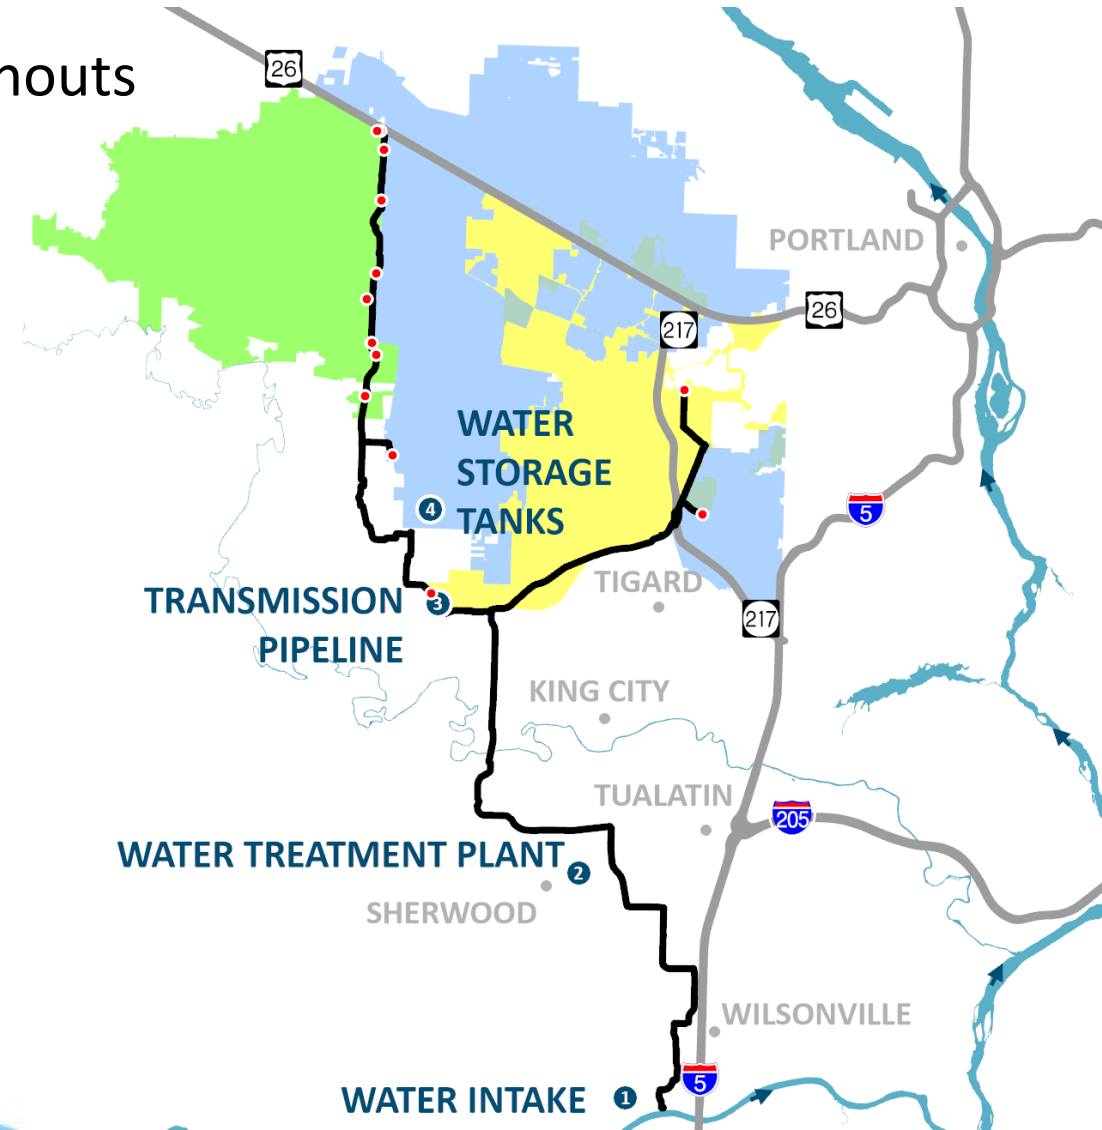 nouts
26
PORTLAND
26
217
WATER
STORAGE
TANKS
4
5
TIGARD
TRANSMISSION
PIPELINE
3
217
KING CITY
TUALATIN
205
WATER TREATMENT PLANT
2
SHERWOOD
WILSONVILLE
5
WATER INTAKE
1